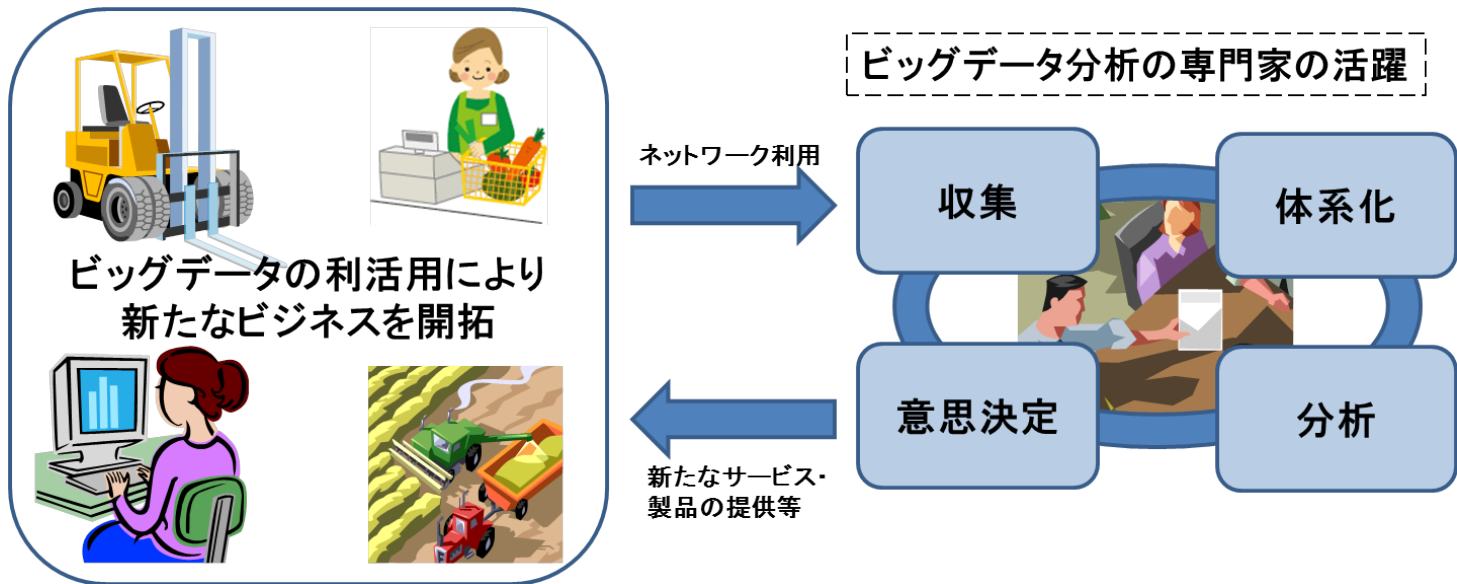 ビッグデータの利活用により
新たなビジネスを開拓
ネットワーク利用
新たなサービス・
製品の提供等
ビッグデータ分析の専門家の活躍
収集
体系化
意思決定
分析